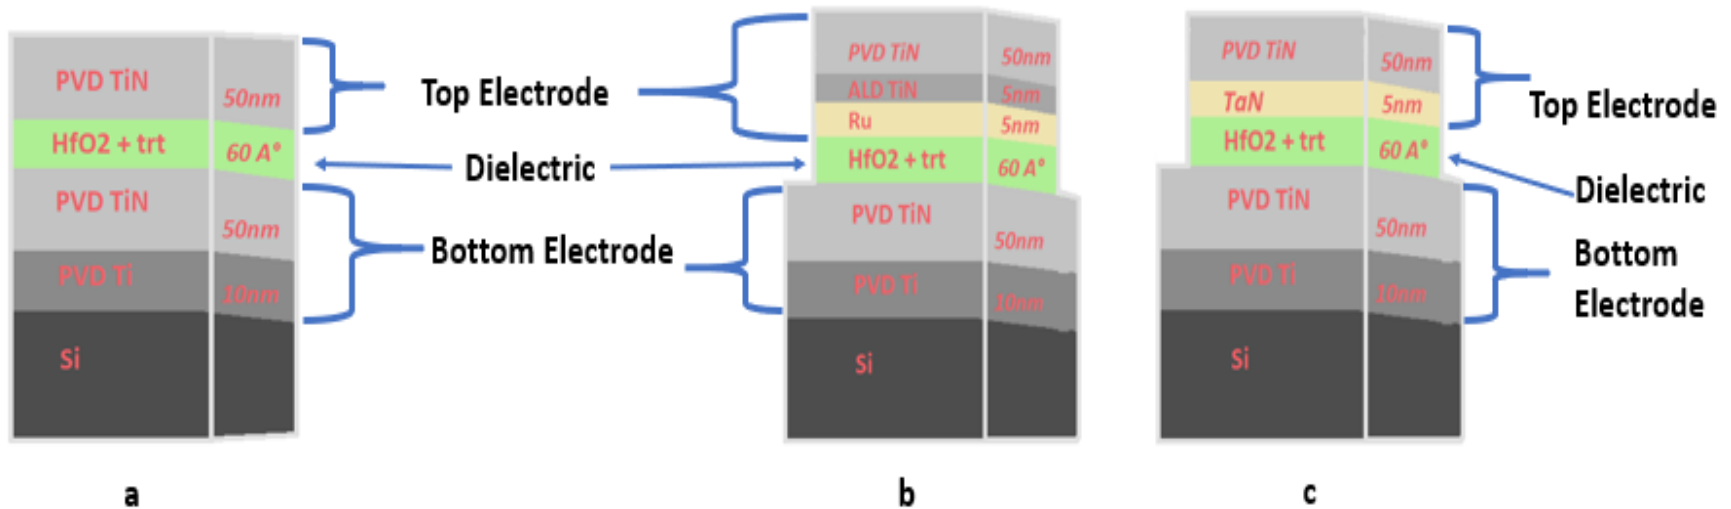 PVD TiN
50nm
HfO2 + trt
60 A°
PVD TiN
50nm
PVD Ti
10nm
Si
a
Top Electrode
Dielectric
Bottom Electrode
PVD TiN
50nm
ALD TiN
5nm
Ru
5nm
HfO2 + trt
60 A°
PVD TiN
50nm
PVD Ti
10nm
Si
b
PVD TiN
50nm
TaN
5nm
HfO2 + trt
60 A°
PVD TiN
50nm
PVD Ti
10nm
Si
c
Top Electrode
Dielectric
Bottom
Electrode